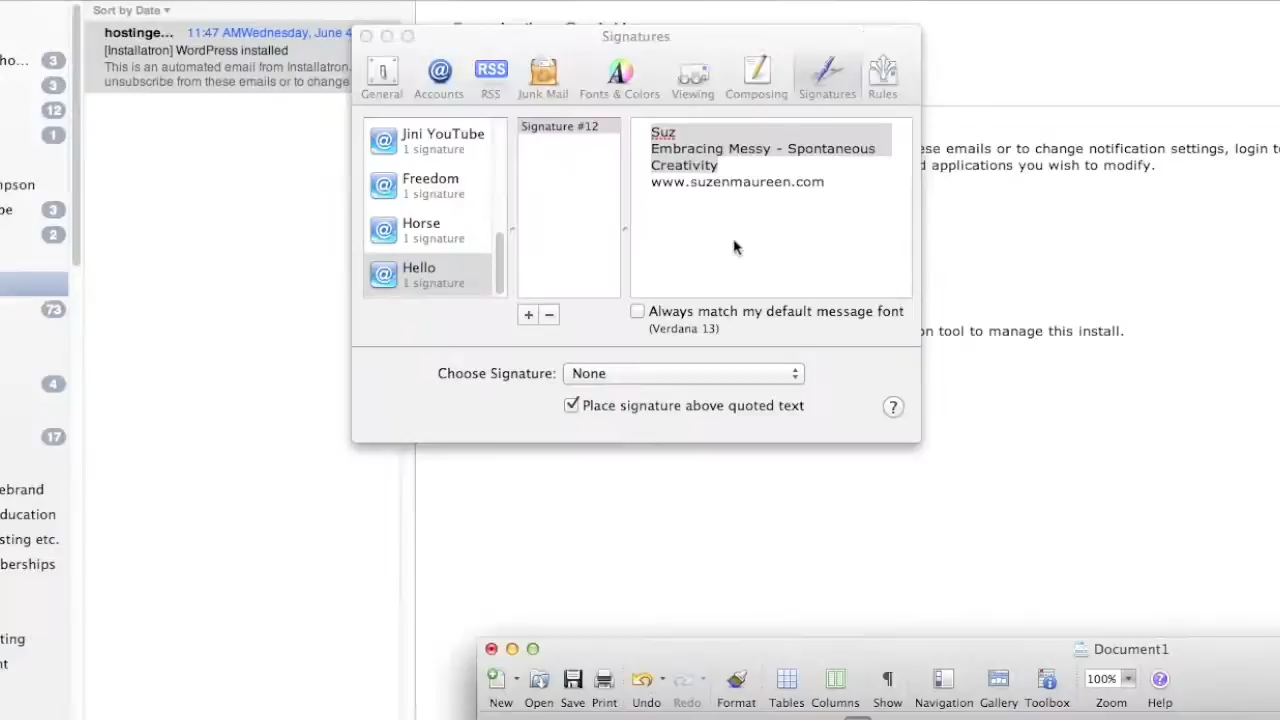 Sort by Date
hostinge... 11:47 AM Wednesday, June 4
[Installatron] WordPress installed
This is an automated email from Installatron.
unsubscribe from these emails or to change
ho... 3
3
12
1
mpson
pe 3
2
73
4
17
ebrand
ducation
sting etc.
berships
ting
nt
Signatures
General Accounts RSS Junk Mail Fonts & Colors Viewing Composing Signatures Rules
RSS
Jini YouTube
1 signature
Freedom
1 signature
Horse
1 signature
Hello
1 signature
Signature #12
Suz
Embracing Messy - Spontaneous
Creativity
www.suzenmaureen.com
+ −
Always match my default message font
(Verdana 13)
Choose Signature: None
Place signature above quoted text
?
ese emails or to change notification settings, login to
d applications you wish to modify.
on tool to manage this install.
Document1
100%
New Open Save Print Undo Redo Format Tables Columns Show Navigation Gallery Toolbox Zoom Help